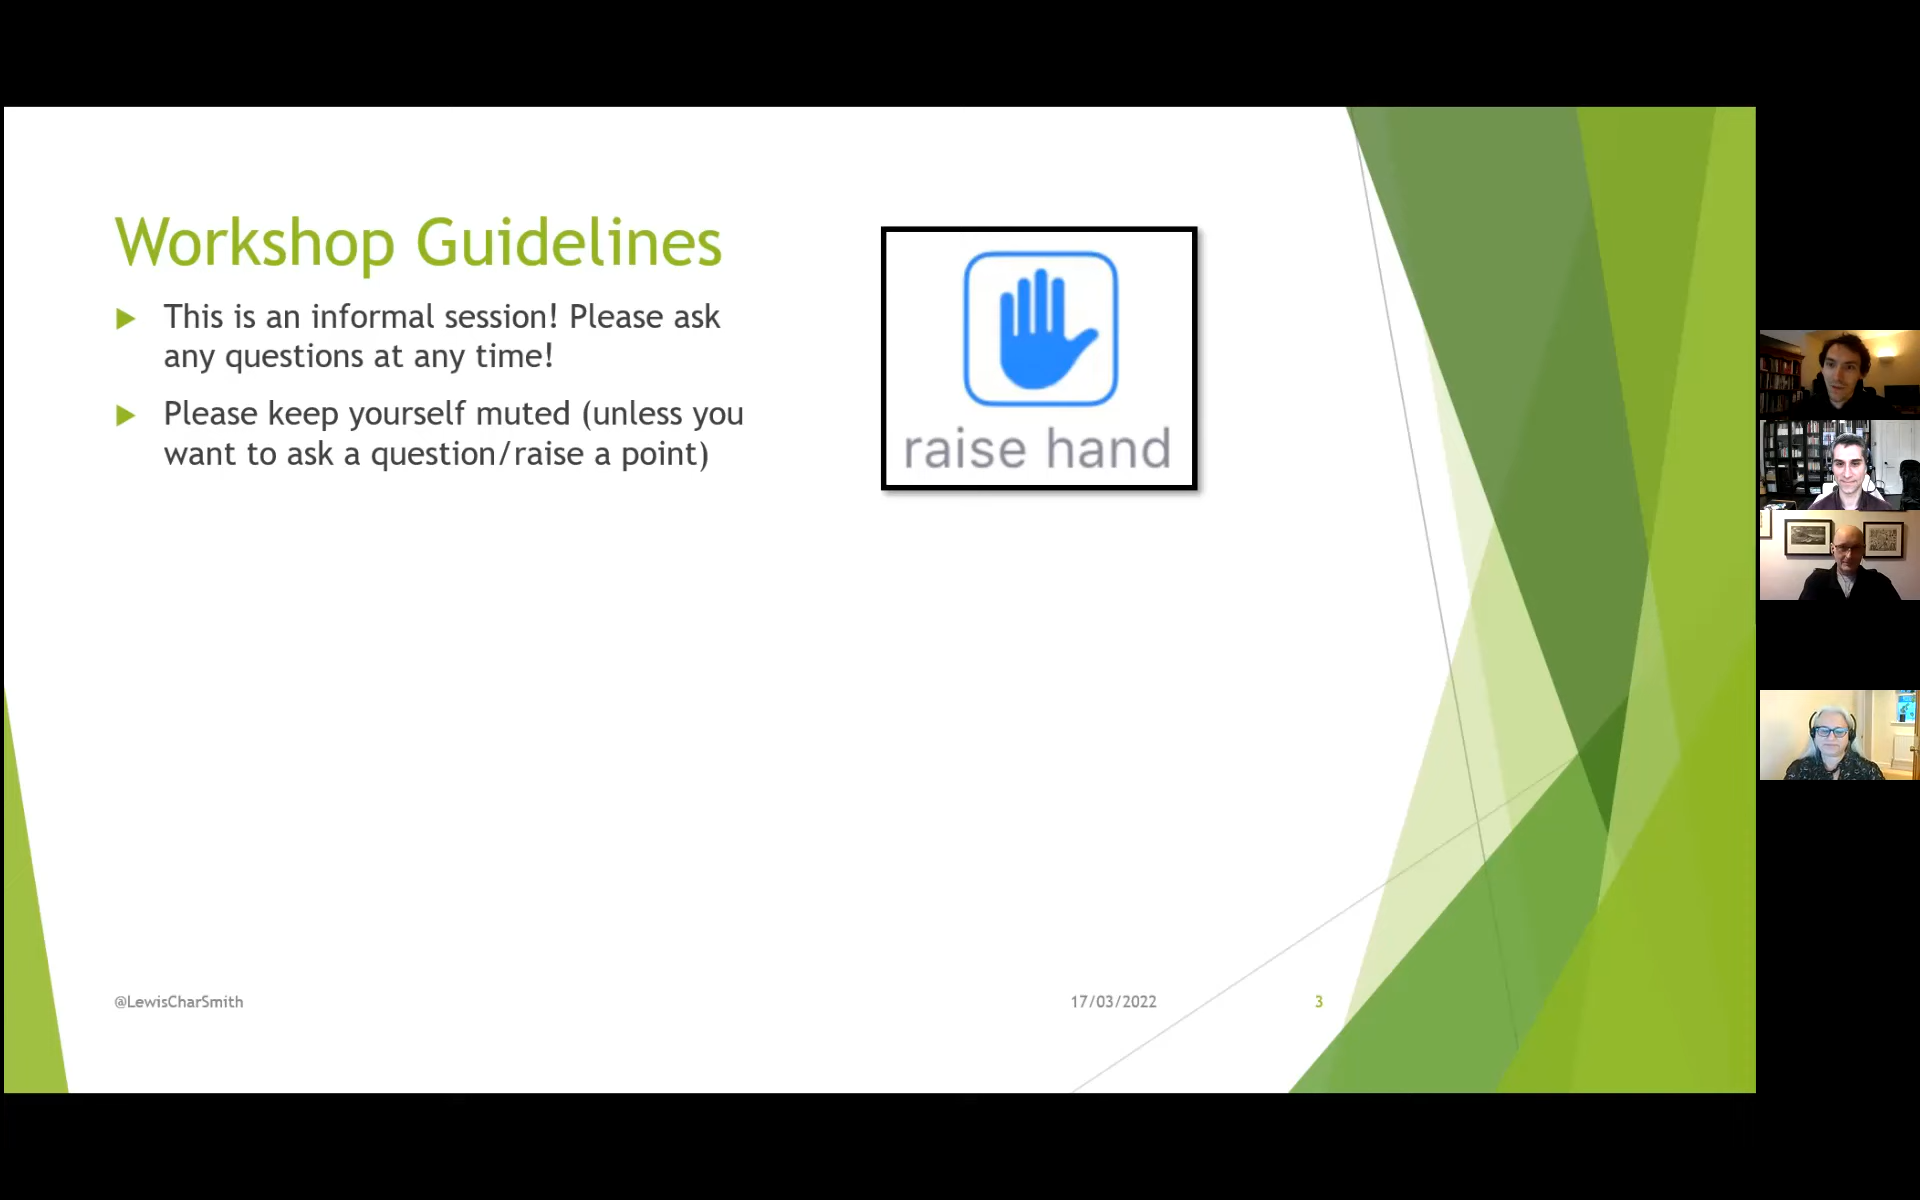 Workshop Guidelines
This is an informal session! Please ask
any questions at any time!
Please keep yourself muted (unless you
want to ask a question/raise a point)
raise hand
@LewisCharSmith
17/03/2022
3